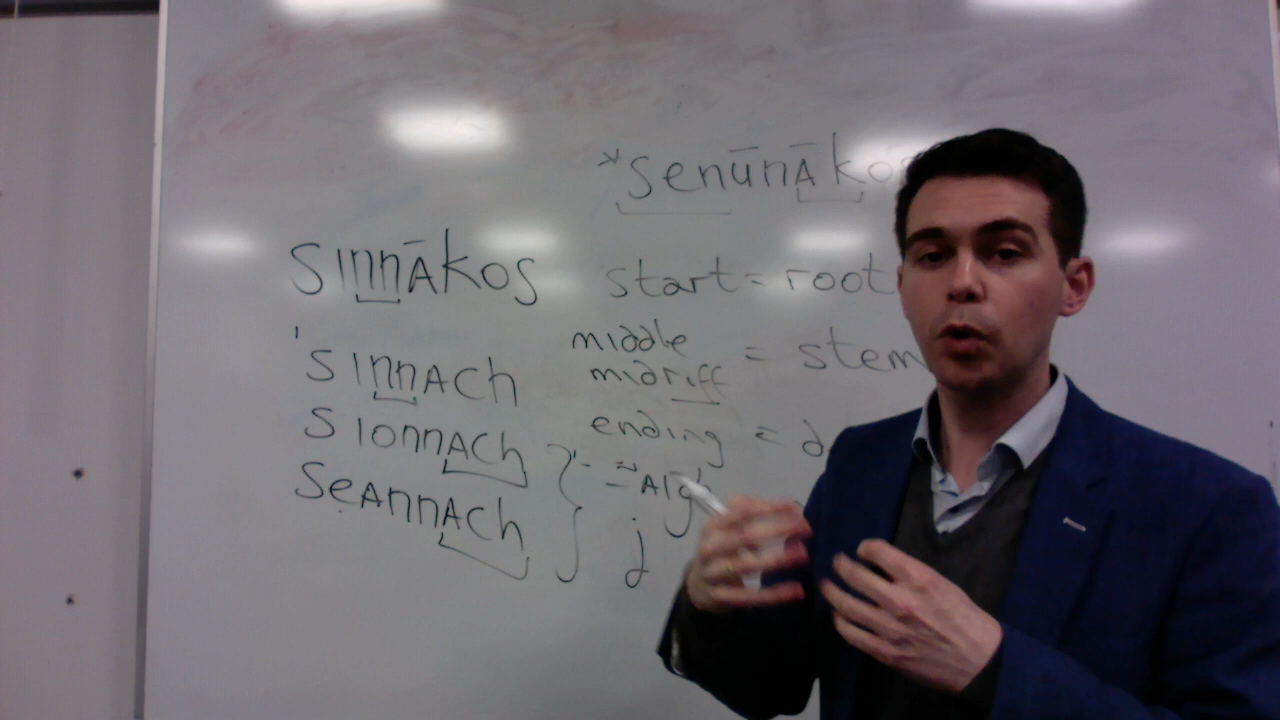 *senūnĀkos
SINNĀKOS
start = root
'SINNACh
middle
= stem
midriff
SIONNACh
ending =
SeANNACh
j